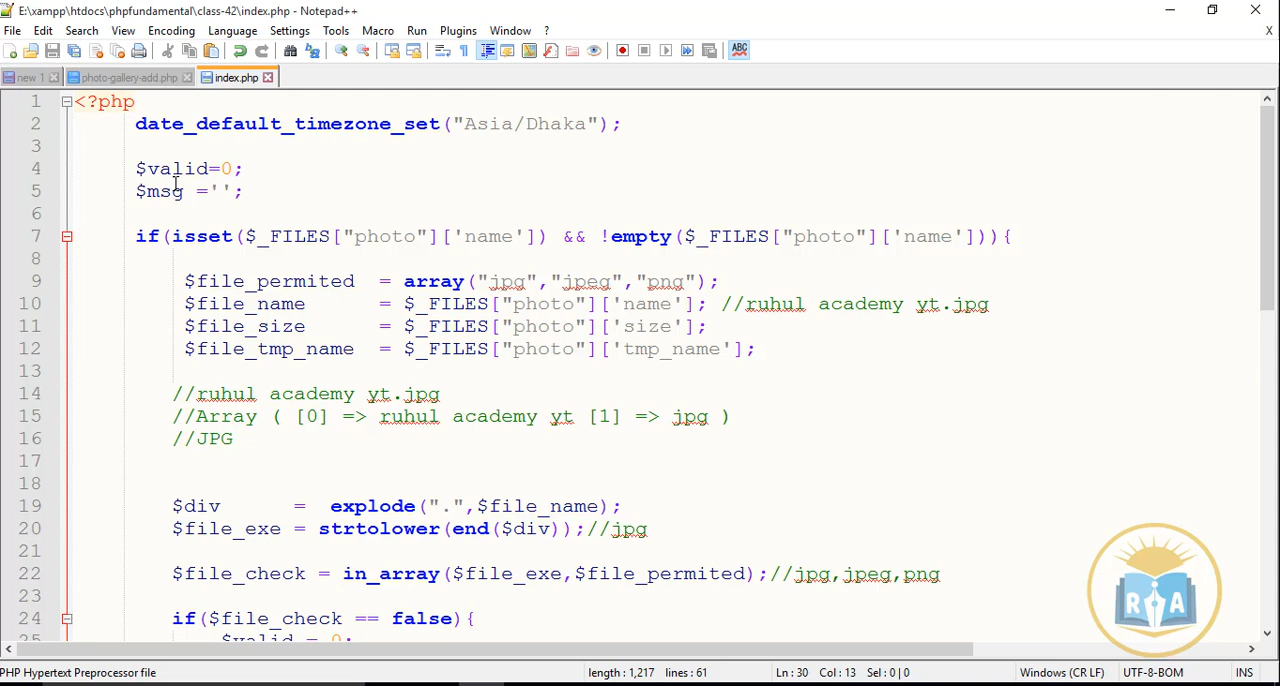 E:\xampp\htdocs\phpfundamental\class-42\index.php - Notepad++
File Edit Search View Encoding Language Settings Tools Macro Run Plugins Window ?
X
ABC
new 1 photo-gallery-add.php index.php
1 <?php
2 date_default_timezone_set("Asia/Dhaka");
3
4 $valid=0;
5 $msg ='';
6
7 if(isset($_FILES["photo"]['name']) && !empty($_FILES["photo"]['name'])){
8
9 $file_permited = array("jpg","jpeg","png");
10 $file_name = $_FILES["photo"]['name']; //ruhul academy yt.jpg
11 $file_size = $_FILES["photo"]['size'];
12 $file_tmp_name = $_FILES["photo"]['tmp_name'];
13
14 //ruhul academy yt.jpg
15 //Array ( [0] => ruhul academy yt [1] => jpg )
16 //JPG
17
18
19 $div = explode(".",$file_name);
20 $file_exe = strtolower(end($div));//jpg
21
22 $file_check = in_array($file_exe,$file_permited);//jpg,jpeg,png
23
24 if($file_check == false){
25 $valid = 0;
RA
PHP Hypertext Preprocessor file length : 1,217 lines : 61 Ln : 30 Col : 13 Sel : 0 | 0 Windows (CR LF) UTF-8-BOM INS